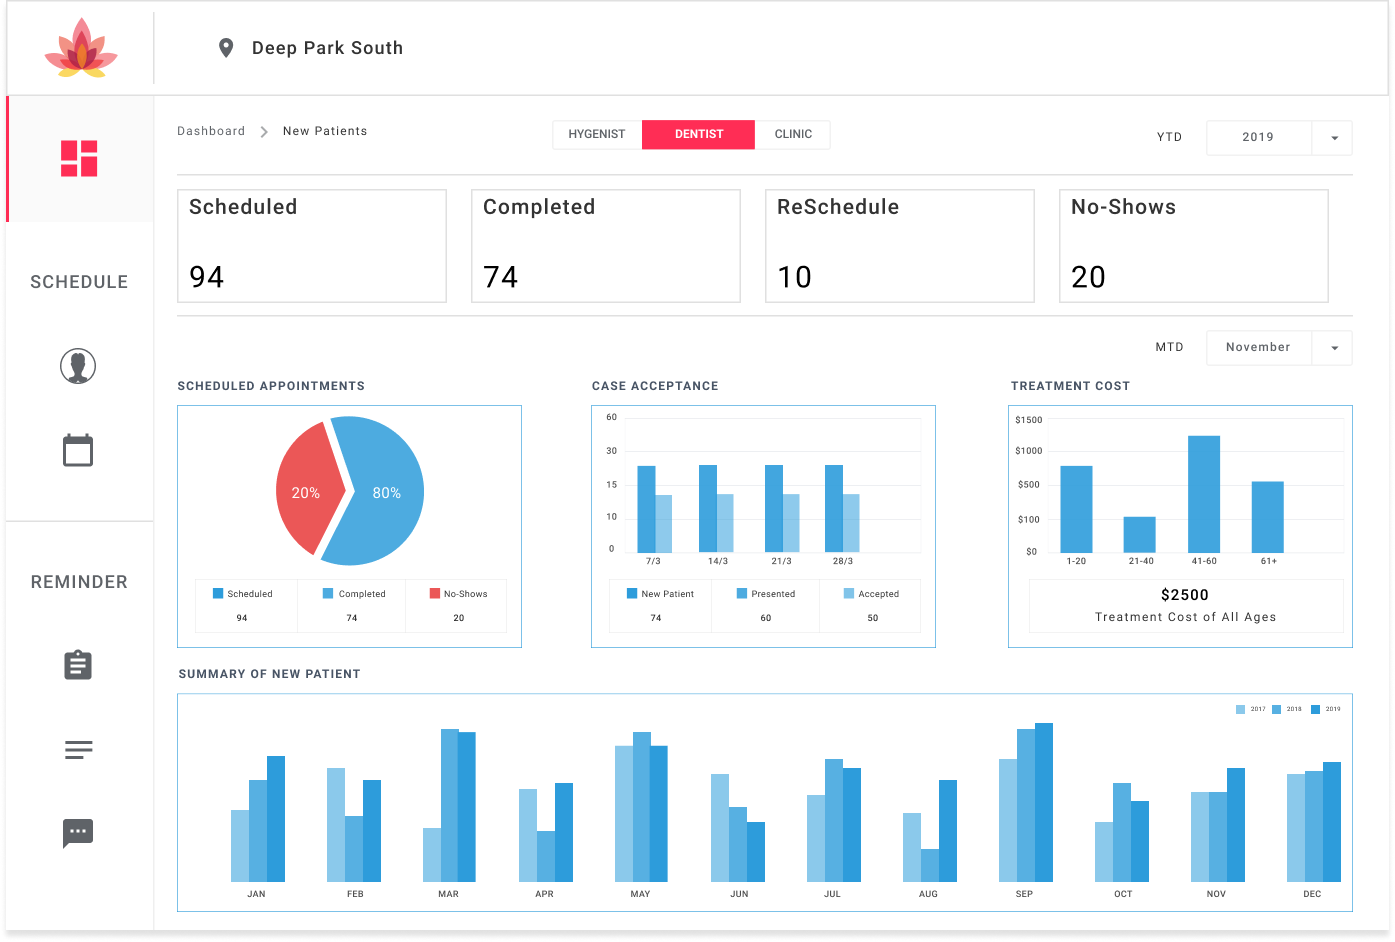 Deep Park South
Dashboard New Patients
HYGENIST DENTIST CLINIC
YTD 2019
Scheduled Completed ReSchedule No-Shows
94 74 10 20
SCHEDULE
MTD November
SCHEDULED APPOINTMENTS
20% 80%
Scheduled Completed No-Shows
94 74 20
CASE ACCEPTANCE
60
30
15
10
0
7/3 14/3 21/3 28/3
New Patient Presented Accepted
74 60 50
TREATMENT COST
$1500
$1000
$500
$100
$0
1-20 21-40 41-60 61+
$2500
Treatment Cost of All Ages
REMINDER
SUMMARY OF NEW PATIENT
2017 2018 2019
JAN FEB MAR APR MAY JUN JUL AUG SEP OCT NOV DEC